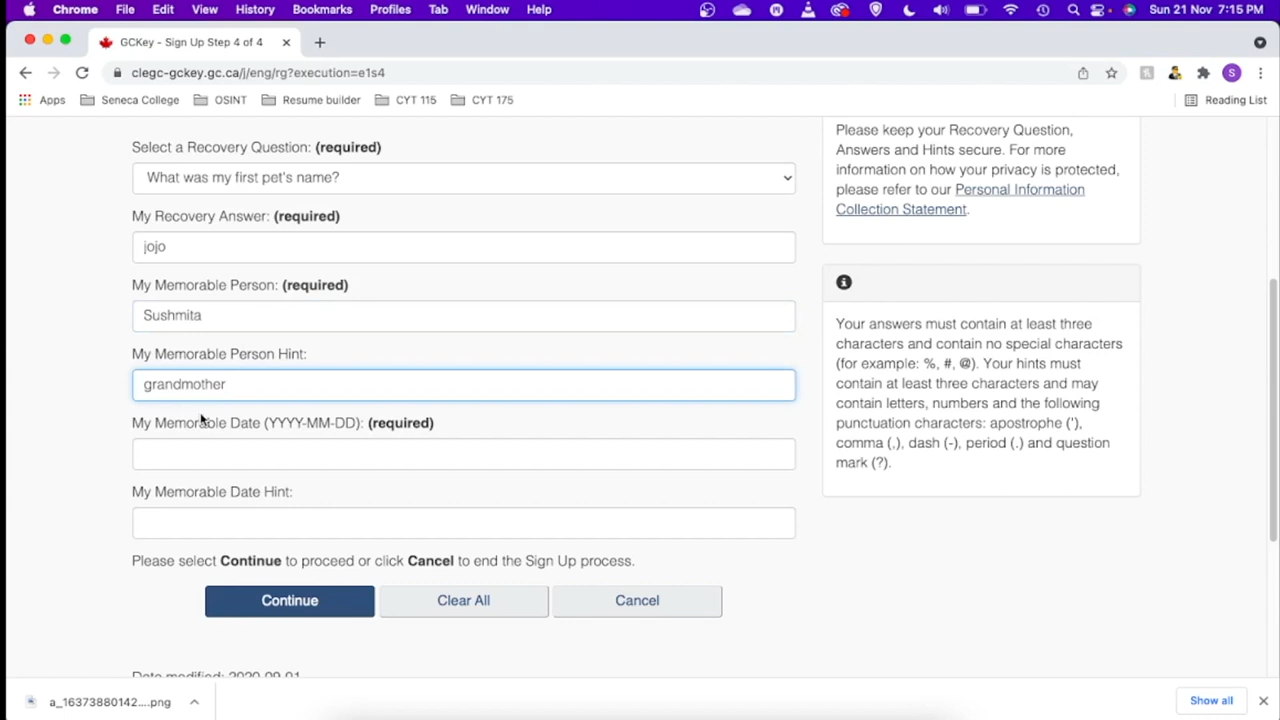 Chrome File Edit View History Bookmarks Profiles Tab Window Help Sun 21 Nov 7:15 PM
GCKey - Sign Up Step 4 of 4
clegc-gckey.gc.ca/j/eng/rg?execution=e1s4 S
Apps Seneca College OSINT Resume builder CYT 115 CYT 175 Reading List
Select a Recovery Question: (required)
What was my first pet's name?
My Recovery Answer: (required)
jojo
My Memorable Person: (required)
Sushmita
My Memorable Person Hint:
grandmother
My Memorable Date (YYYY-MM-DD): (required)
My Memorable Date Hint:
Please select Continue to proceed or click Cancel to end the Sign Up process.
Continue Clear All Cancel
Date modified: 2020-09-01
Please keep your Recovery Question,
Answers and Hints secure. For more
information on how your privacy is protected,
please refer to our Personal Information
Collection Statement.
Your answers must contain at least three
characters and contain no special characters
(for example: %, #, @). Your hints must
contain at least three characters and may
contain letters, numbers and the following
punctuation characters: apostrophe ('),
comma (,), dash (-), period (.) and question
mark (?).
a_16373880142....png Show all